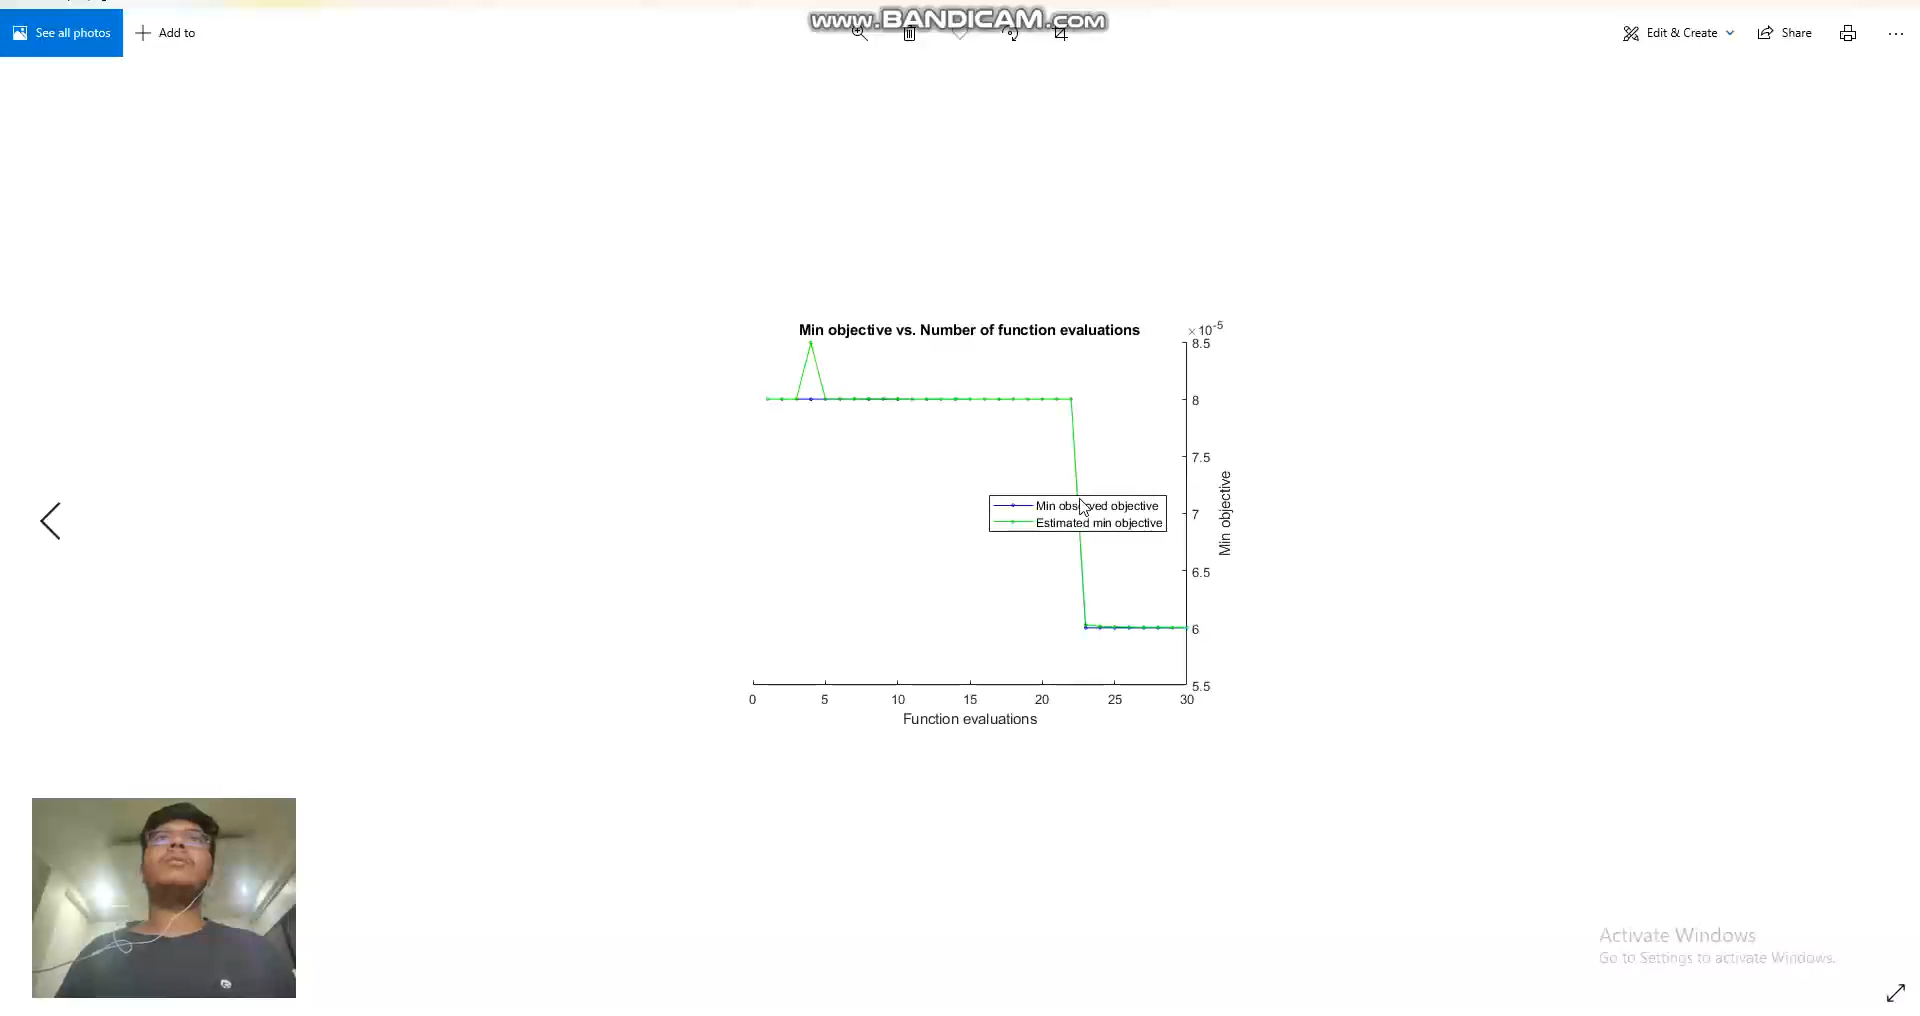 www.BANDICAM.com
See all photos
Add to
Edit & Create
Share
Min objective vs. Number of function evaluations
×10-5
8.5
8
7.5
7
6.5
6
5.5
Min objective
Min obs ved objective
Estimated min objective
0 5 10 15 20 25 30
Function evaluations
Activate Windows
Go to Settings to activate Windows.